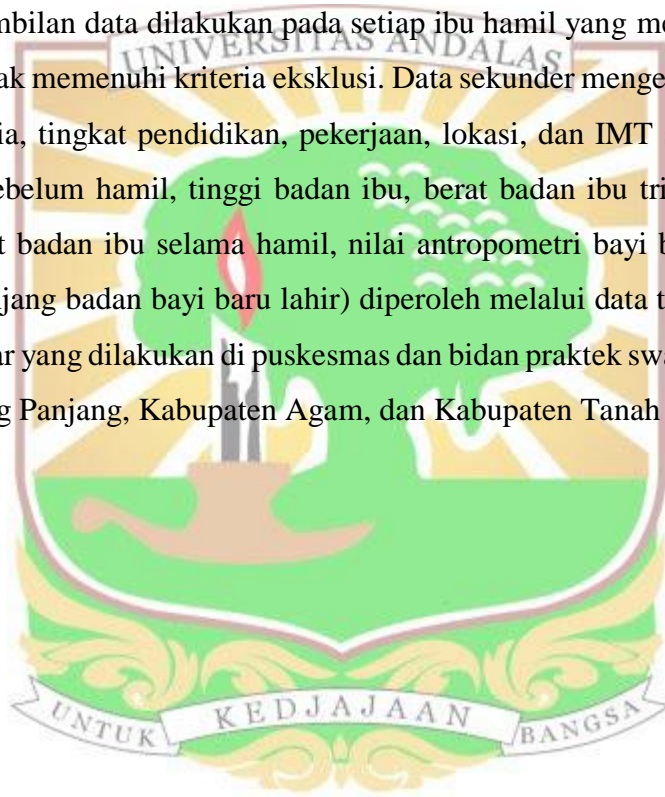 mbilan data dilakukan pada setiap ibu hamil yang me
UNIVERSITAS ANDALAS
ak memenuhi kriteria eksklusi. Data sekunder menge
ia, tingkat pendidikan, pekerjaan, lokasi, dan IMT
ebelum hamil, tinggi badan ibu, berat badan ibu tri
t badan ibu selama hamil, nilai antropometri bayi b
jang badan bayi baru lahir) diperoleh melalui data t
ar yang dilakukan di puskesmas dan bidan praktek swa
g Panjang, Kabupaten Agam, dan Kabupaten Tanah
UNTUK KEDJAJAAN BANGSA